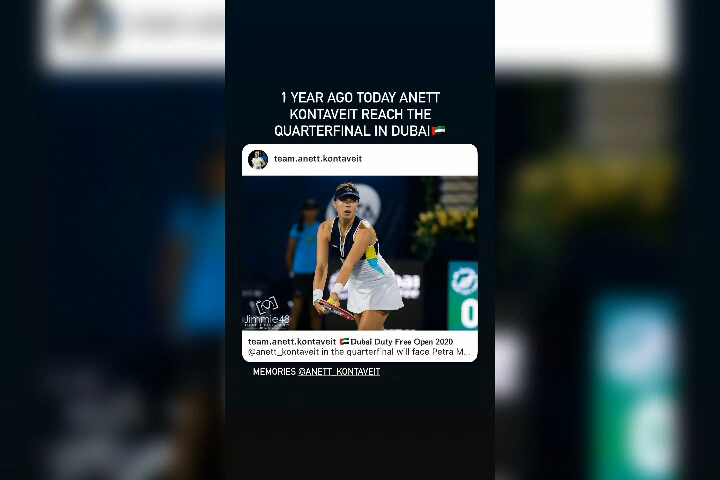 1 YEAR AGO TODAY ANETT
KONTAVEIT REACH THE
QUARTERFINAL IN DUBAI🇦🇪
team.anett.kontaveit
Jimmie48
0
team.anett.kontaveit 🇦🇪Dubai Duty Free Open 2020
@anett_kontaveit in the quarterfinal will face Petra M...
MEMORIES @ANETT_KONTAVEIT